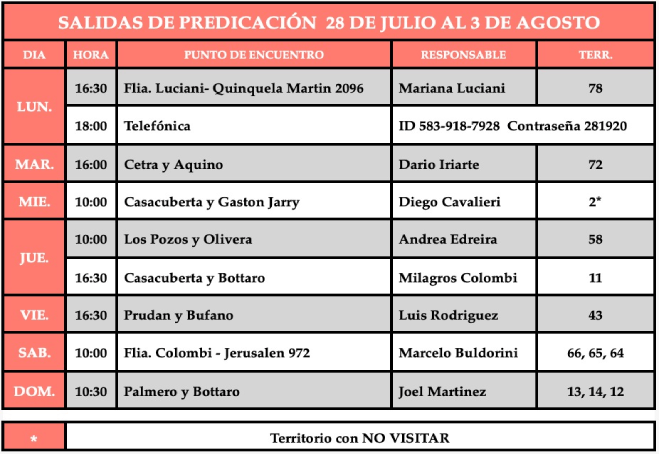 SALIDAS DE PREDICACIÓN 28 DE JULIO AL 3 DE AGOSTO
DIA HORA PUNTO DE ENCUENTRO RESPONSABLE TERR.
LUN. 16:30 Flia. Luciani- Quinquela Martin 2096 Mariana Luciani 78
18:00 Telefónica ID 583-918-7928 Contraseña 281920
MAR. 16:00 Cetra y Aquino Dario Iriarte 72
MIE. 10:00 Casacuberta y Gaston Jarry Diego Cavalieri 2*
JUE. 10:00 Los Pozos y Olivera Andrea Edreira 58
16:30 Casacuberta y Bottaro Milagros Colombi 11
VIE. 16:30 Prudan y Bufano Luis Rodriguez 43
SAB. 10:00 Flia. Colombi - Jerusalen 972 Marcelo Buldorini 66, 65, 64
DOM. 10:30 Palmero y Bottaro Joel Martinez 13, 14, 12
* Territorio con NO VISITAR